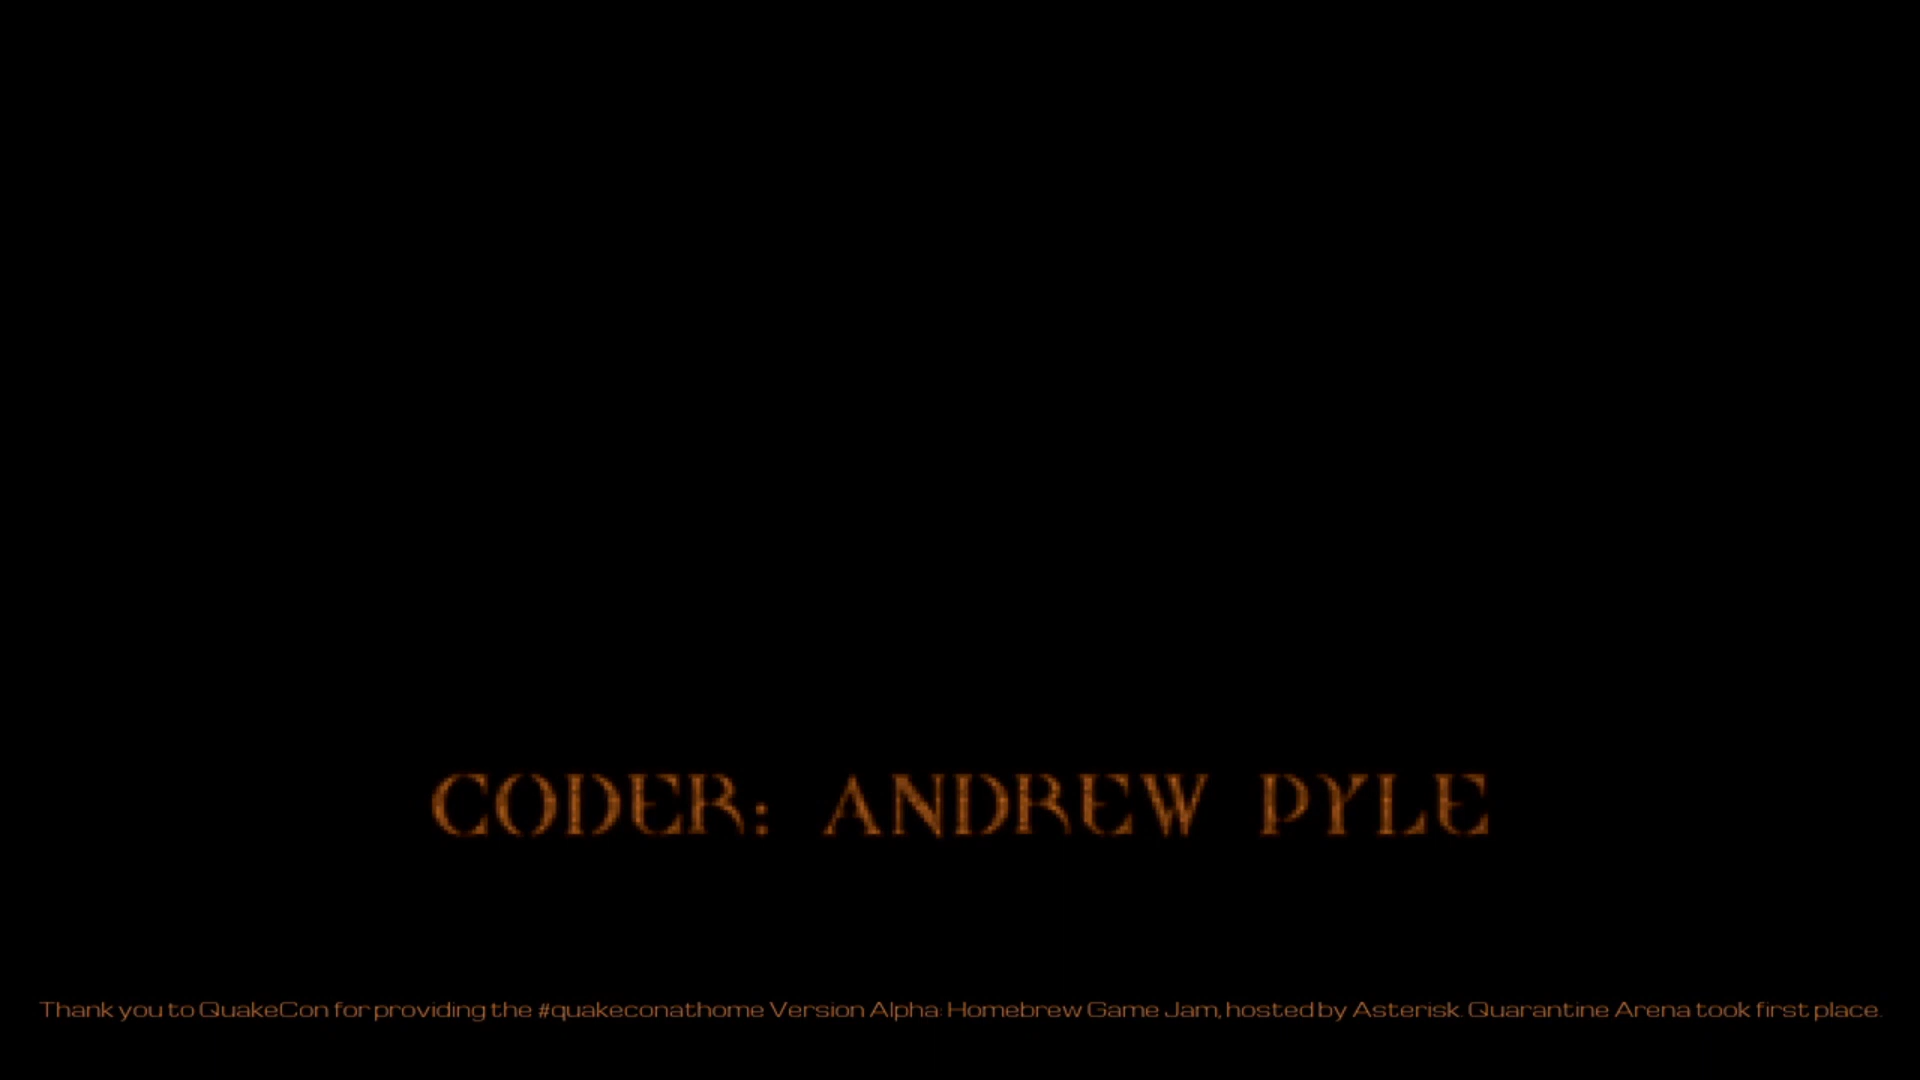 CODER: ANDREW PYLE
Thank you to QuakeCon for providing the #quakeconathome Version Alpha: Homebrew Game Jam, hosted by Asterisk. Quarantine Arena took first place.